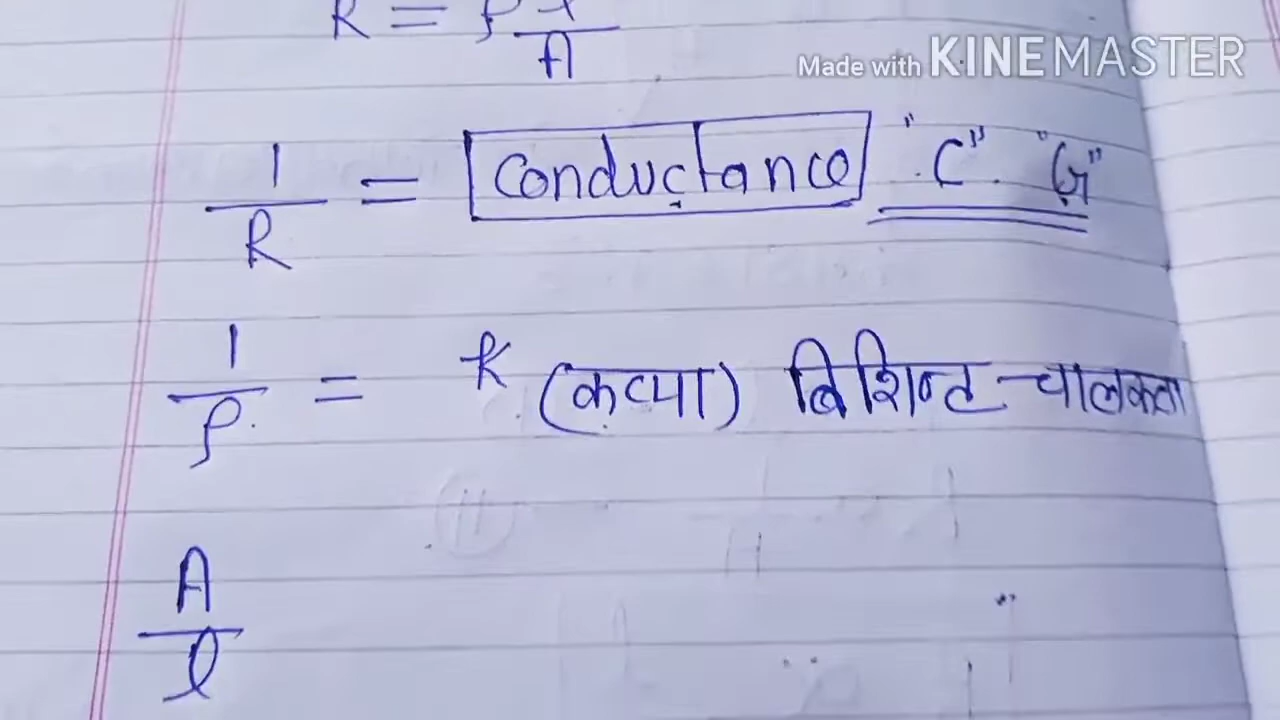 R = ρ l/A
Made with KINEMASTER
1/R = Conductance "C" "G"
1/ρ = K (कप्पा) विशिष्ट-चालकता
A/l